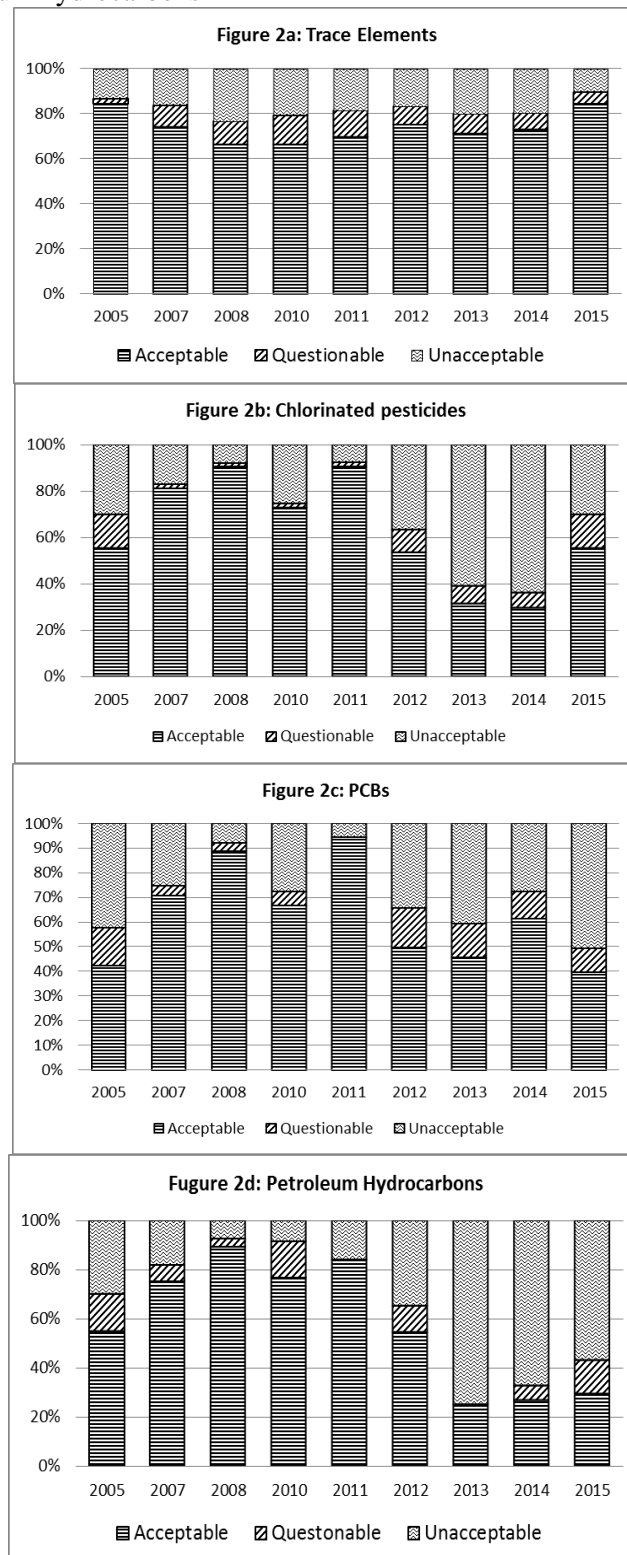 Figure 2a: Trace Elements
100%
80%
60%
40%
20%
0%
2005 2007 2008 2010 2011 2012 2013 2014 2015
Acceptable Questionable Unacceptable
Figure 2b: Chlorinated pesticides
100%
80%
60%
40%
20%
0%
2005 2007 2008 2010 2011 2012 2013 2014 2015
Acceptable Questionable Unacceptable
Figure 2c: PCBs
100%
90%
80%
70%
60%
50%
40%
30%
20%
10%
0%
2005 2007 2008 2010 2011 2012 2013 2014 2015
Acceptable Questionable Unacceptable
Fugure 2d: Petroleum Hydrocarbons
100%
80%
60%
40%
20%
0%
2005 2007 2008 2010 2011 2012 2013 2014 2015
Acceptable Questonable Unacceptable